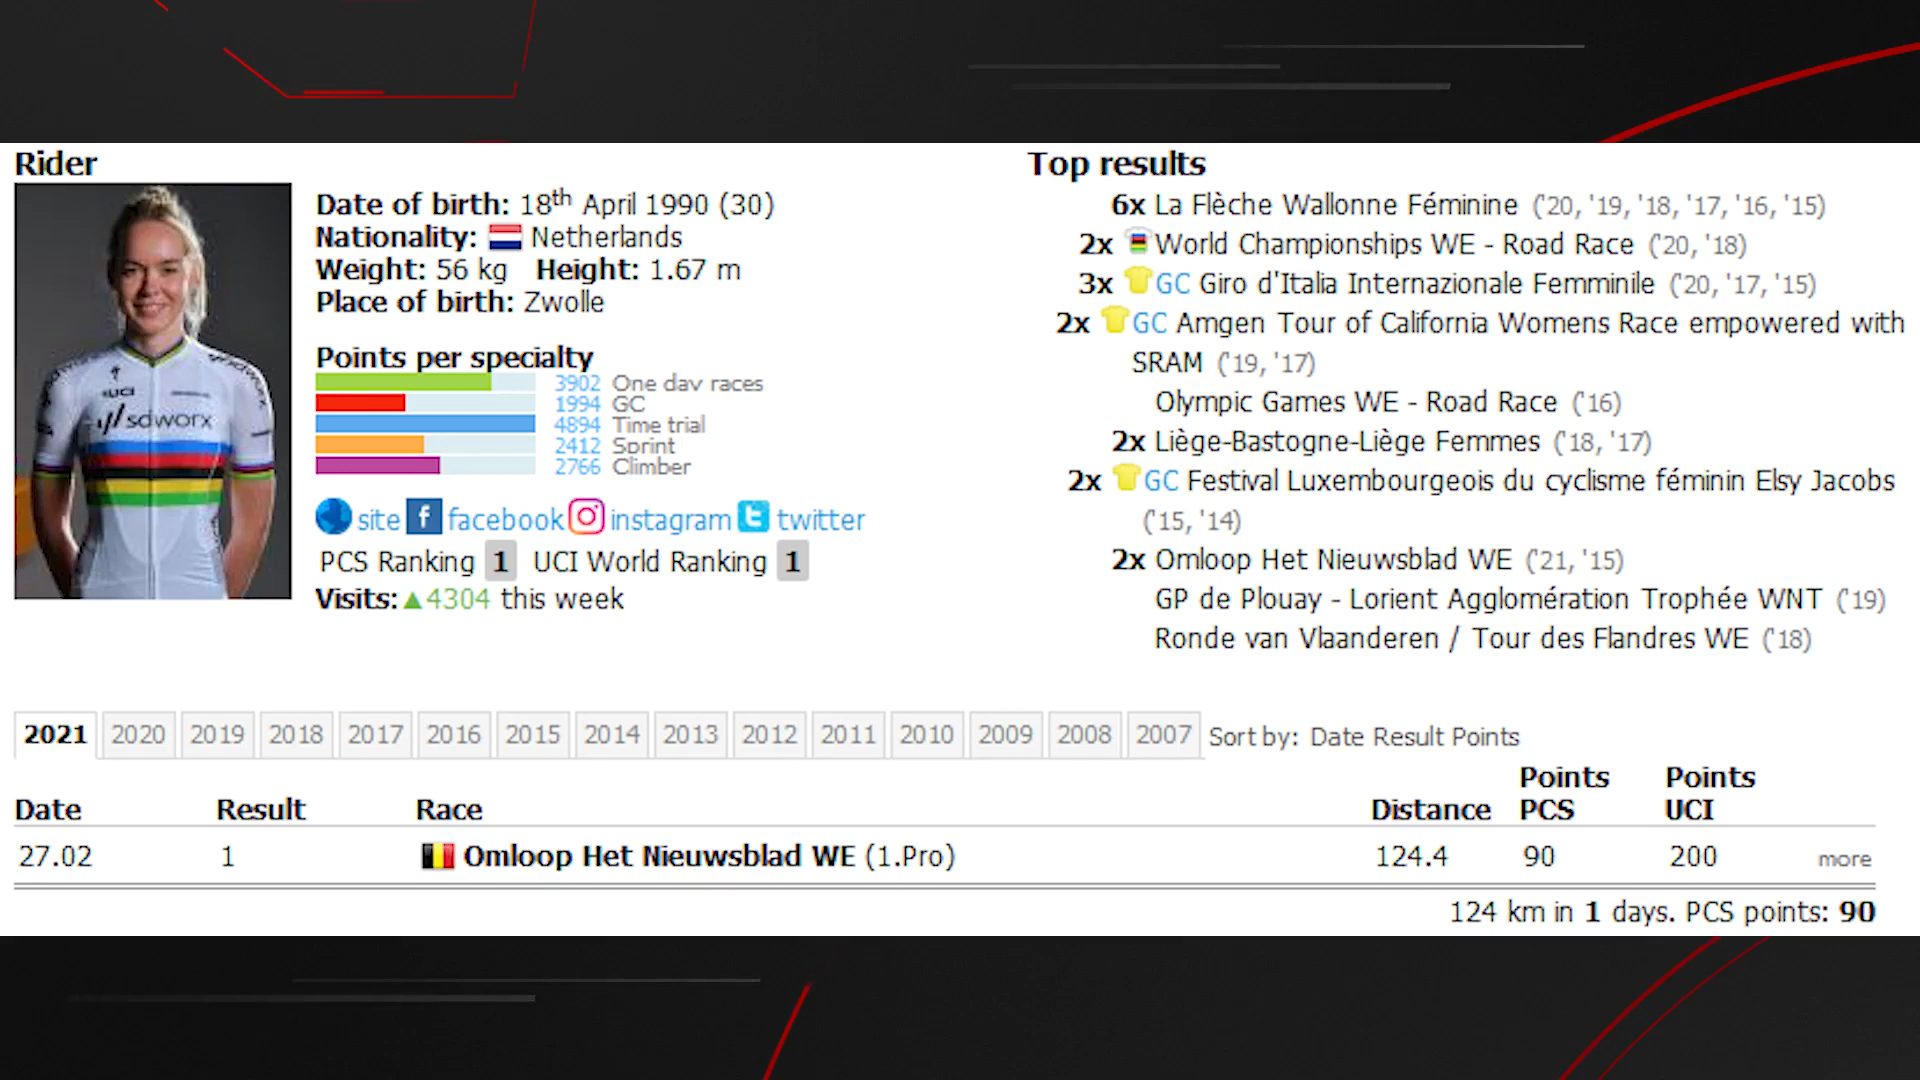 Rider
Date of birth: 18th April 1990 (30)
Nationality: Netherlands
Weight: 56 kg Height: 1.67 m
Place of birth: Zwolle
Points per specialty
3902 One day races
1994 GC
4894 Time trial
2412 Sprint
2766 Climber
site facebook instagram twitter
PCS Ranking 1 UCI World Ranking 1
Visits: ▲4304 this week
UCI
sdworx
Top results
6x La Flèche Wallonne Féminine ('20, '19, '18, '17, '16, '15)
2x World Championships WE - Road Race ('20, '18)
3x GC Giro d'Italia Internazionale Femminile ('20, '17, '15)
2x GC Amgen Tour of California Womens Race empowered with
SRAM ('19, '17)
Olympic Games WE - Road Race ('16)
2x Liège-Bastogne-Liège Femmes ('18, '17)
2x GC Festival Luxembourgeois du cyclisme féminin Elsy Jacobs
('15, '14)
2x Omloop Het Nieuwsblad WE ('21, '15)
GP de Plouay - Lorient Agglomération Trophée WNT ('19)
Ronde van Vlaanderen / Tour des Flandres WE ('18)
2021 2020 2019 2018 2017 2016 2015 2014 2013 2012 2011 2010 2009 2008 2007 Sort by: Date Result Points
Date Result Race Distance Points PCS Points UCI
27.02 1 Omloop Het Nieuwsblad WE (1.Pro) 124.4 90 200 more
124 km in 1 days. PCS points: 90